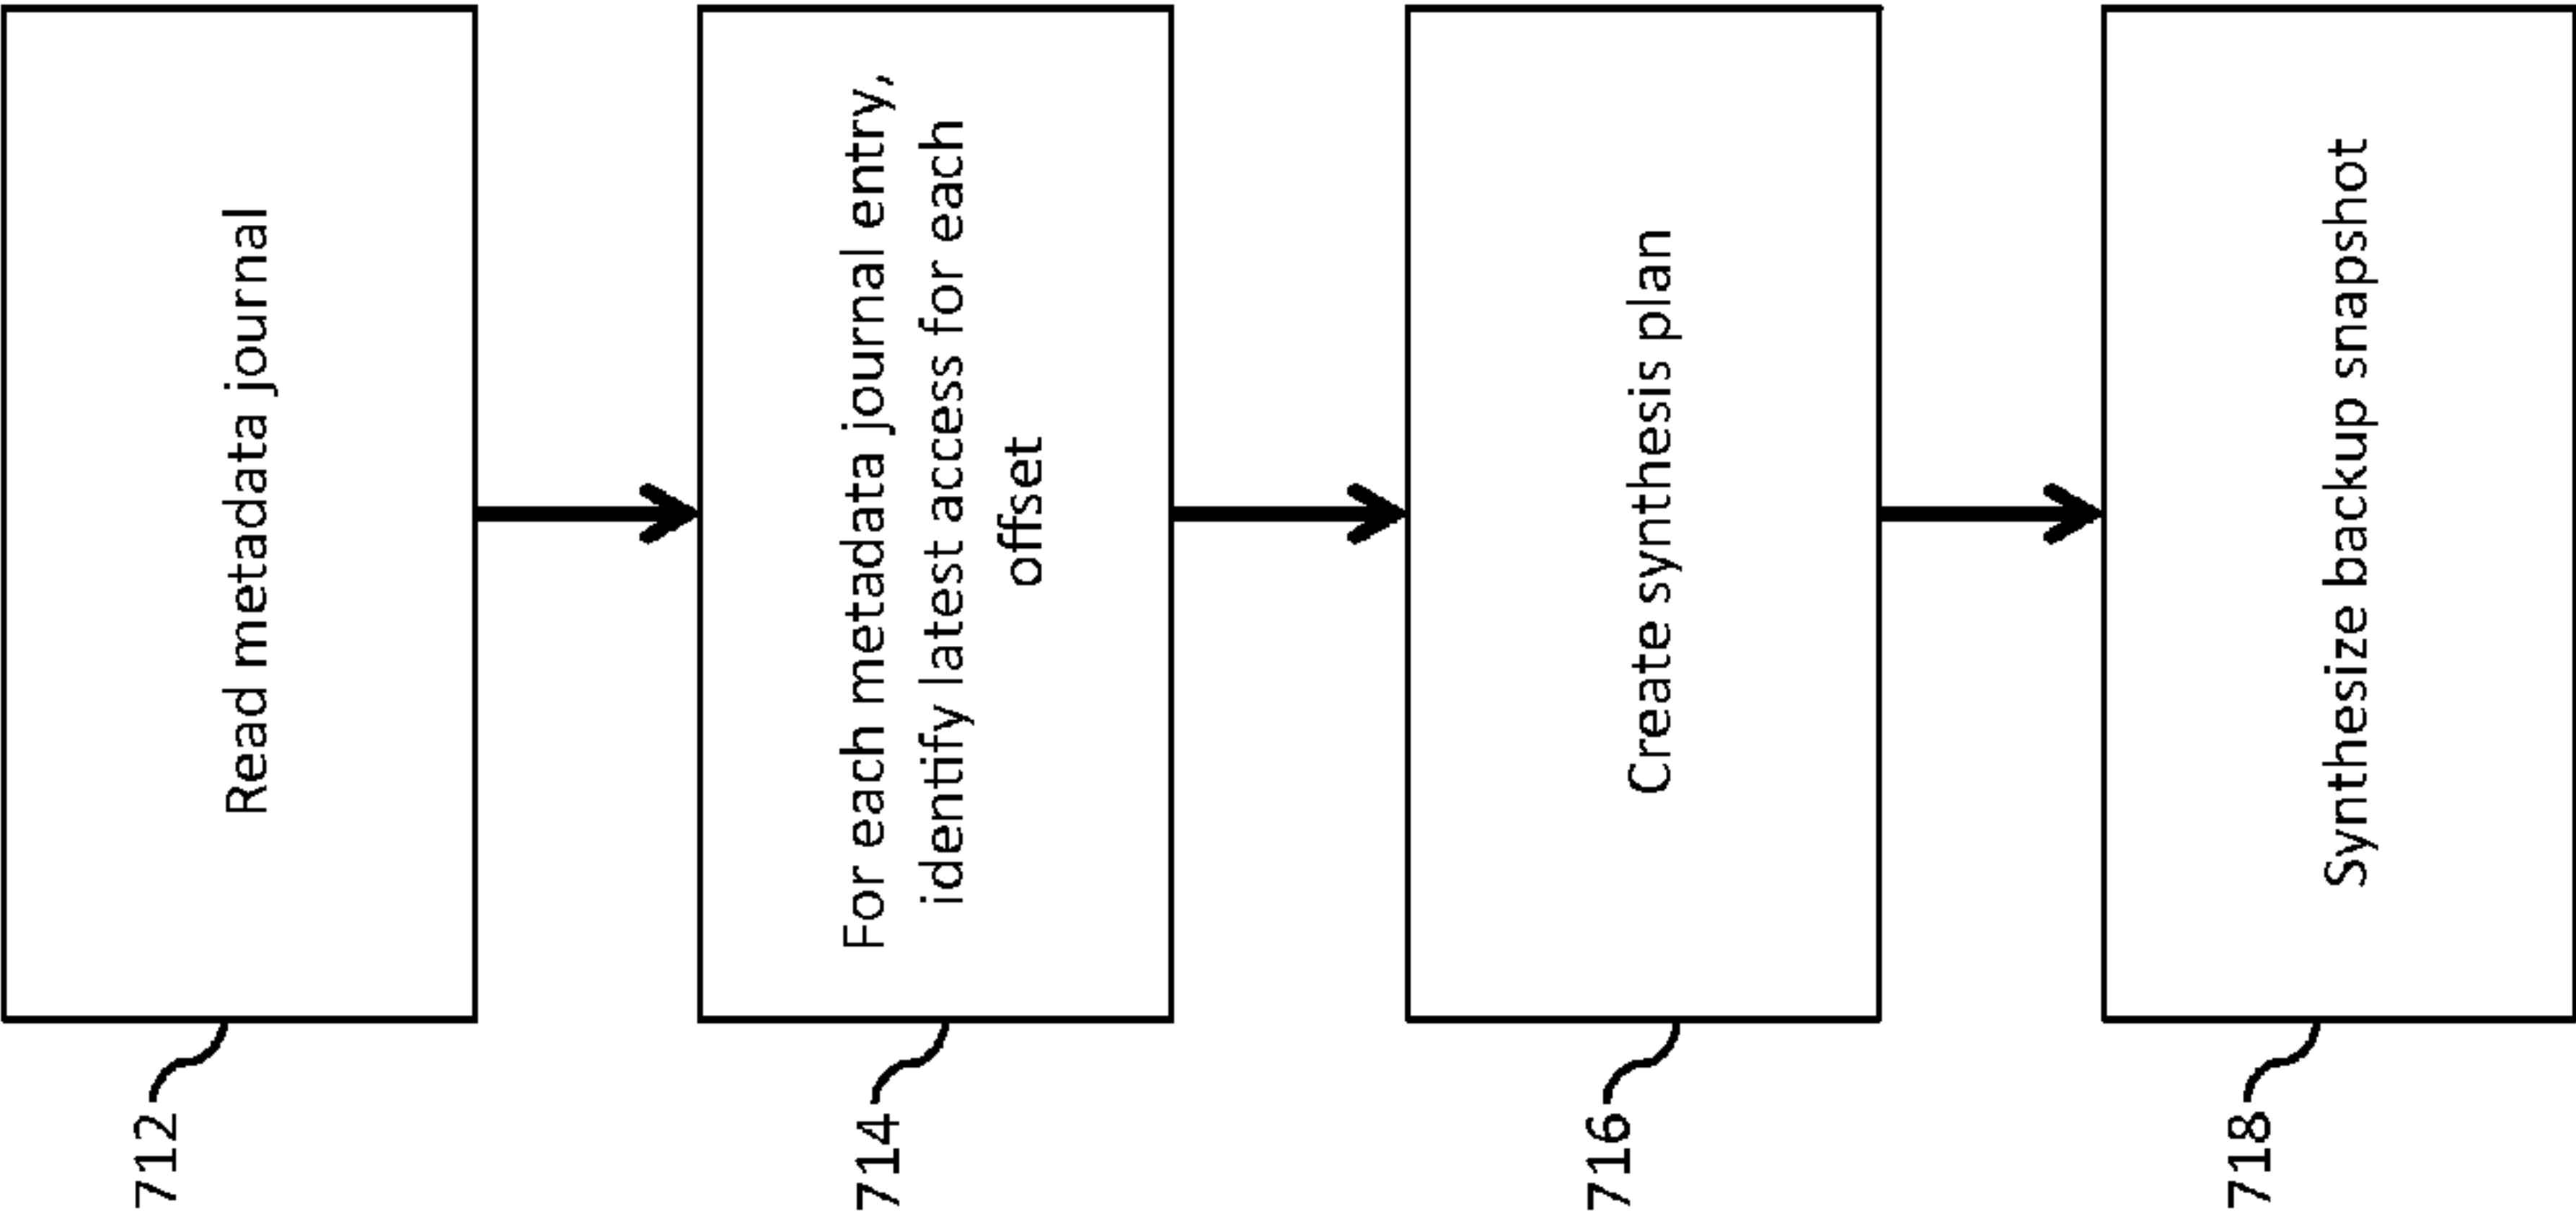 712
Read metadata journal
714
For each metadata journal entry,
identify latest access for each
offset
716
Create synthesis plan
718
Synthesize backup snapshot